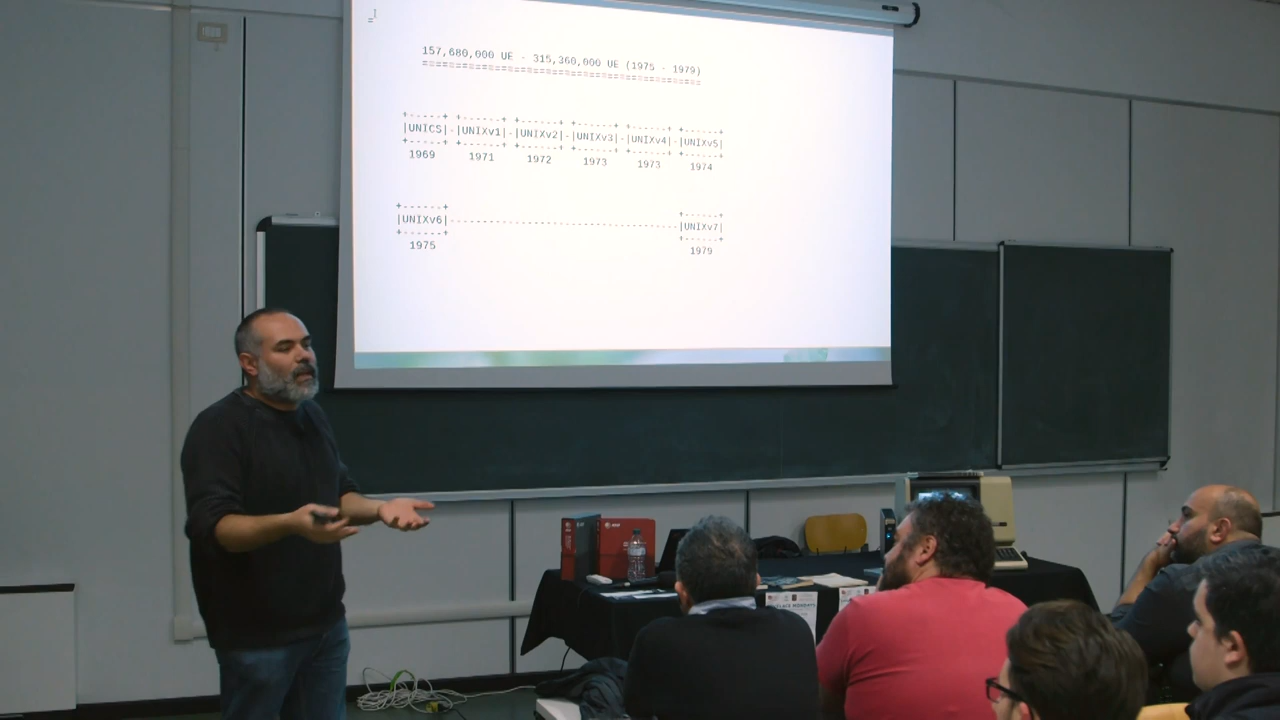 157,680,000 UE - 315,360,000 UE (1975 - 1979)
=============================================
+-----+ +------+ +------+ +------+ +------+ +------+
|UNICS|-|UNIXv1|-|UNIXv2|-|UNIXv3|-|UNIXv4|-|UNIXv5|
+-----+ +------+ +------+ +------+ +------+ +------+
1969 1971 1972 1973 1973 1974
+------+ +------+
|UNIXv6|----------------------------|UNIXv7|
+------+ +------+
1975 1979